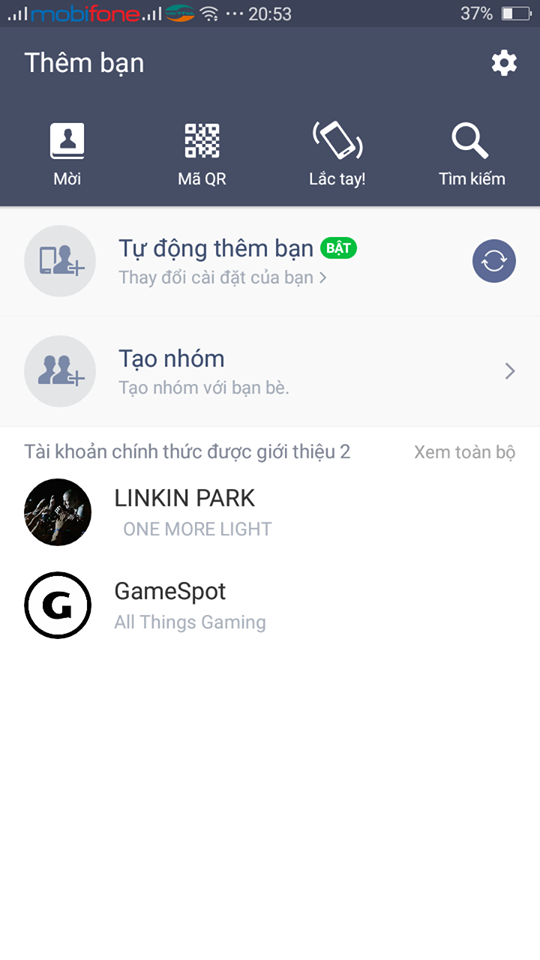 mobifone 20:53 37%
Thêm bạn
Mời Mã QR Lắc tay! Tìm kiếm
Tự động thêm bạn BẬT
Thay đổi cài đặt của bạn >
Tạo nhóm
Tạo nhóm với bạn bè.
Tài khoản chính thức được giới thiệu 2 Xem toàn bộ
LINKIN PARK
ONE MORE LIGHT
G GameSpot
All Things Gaming